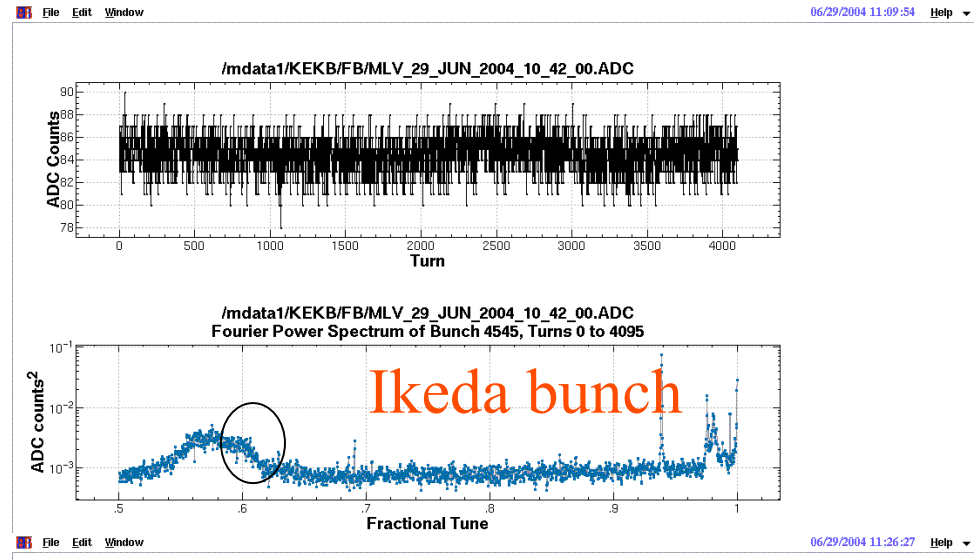 File Edit Window 06/29/2004 11:09:54 Help
/mdata1/KEKB/FB/MLV_29_JUN_2004_10_42_00.ADC
90
88
86
84
82
80
78
ADC Counts
0 500 1000 1500 2000 2500 3000 3500 4000
Turn
/mdata1/KEKB/FB/MLV_29_JUN_2004_10_42_00.ADC
Fourier Power Spectrum of Bunch 4545, Turns 0 to 4095
10-1
10-2
10-3
ADC counts2
Ikeda bunch
.5 .6 .7 .8 .9 1
Fractional Tune
File Edit Window 06/29/2004 11:26:27 Help